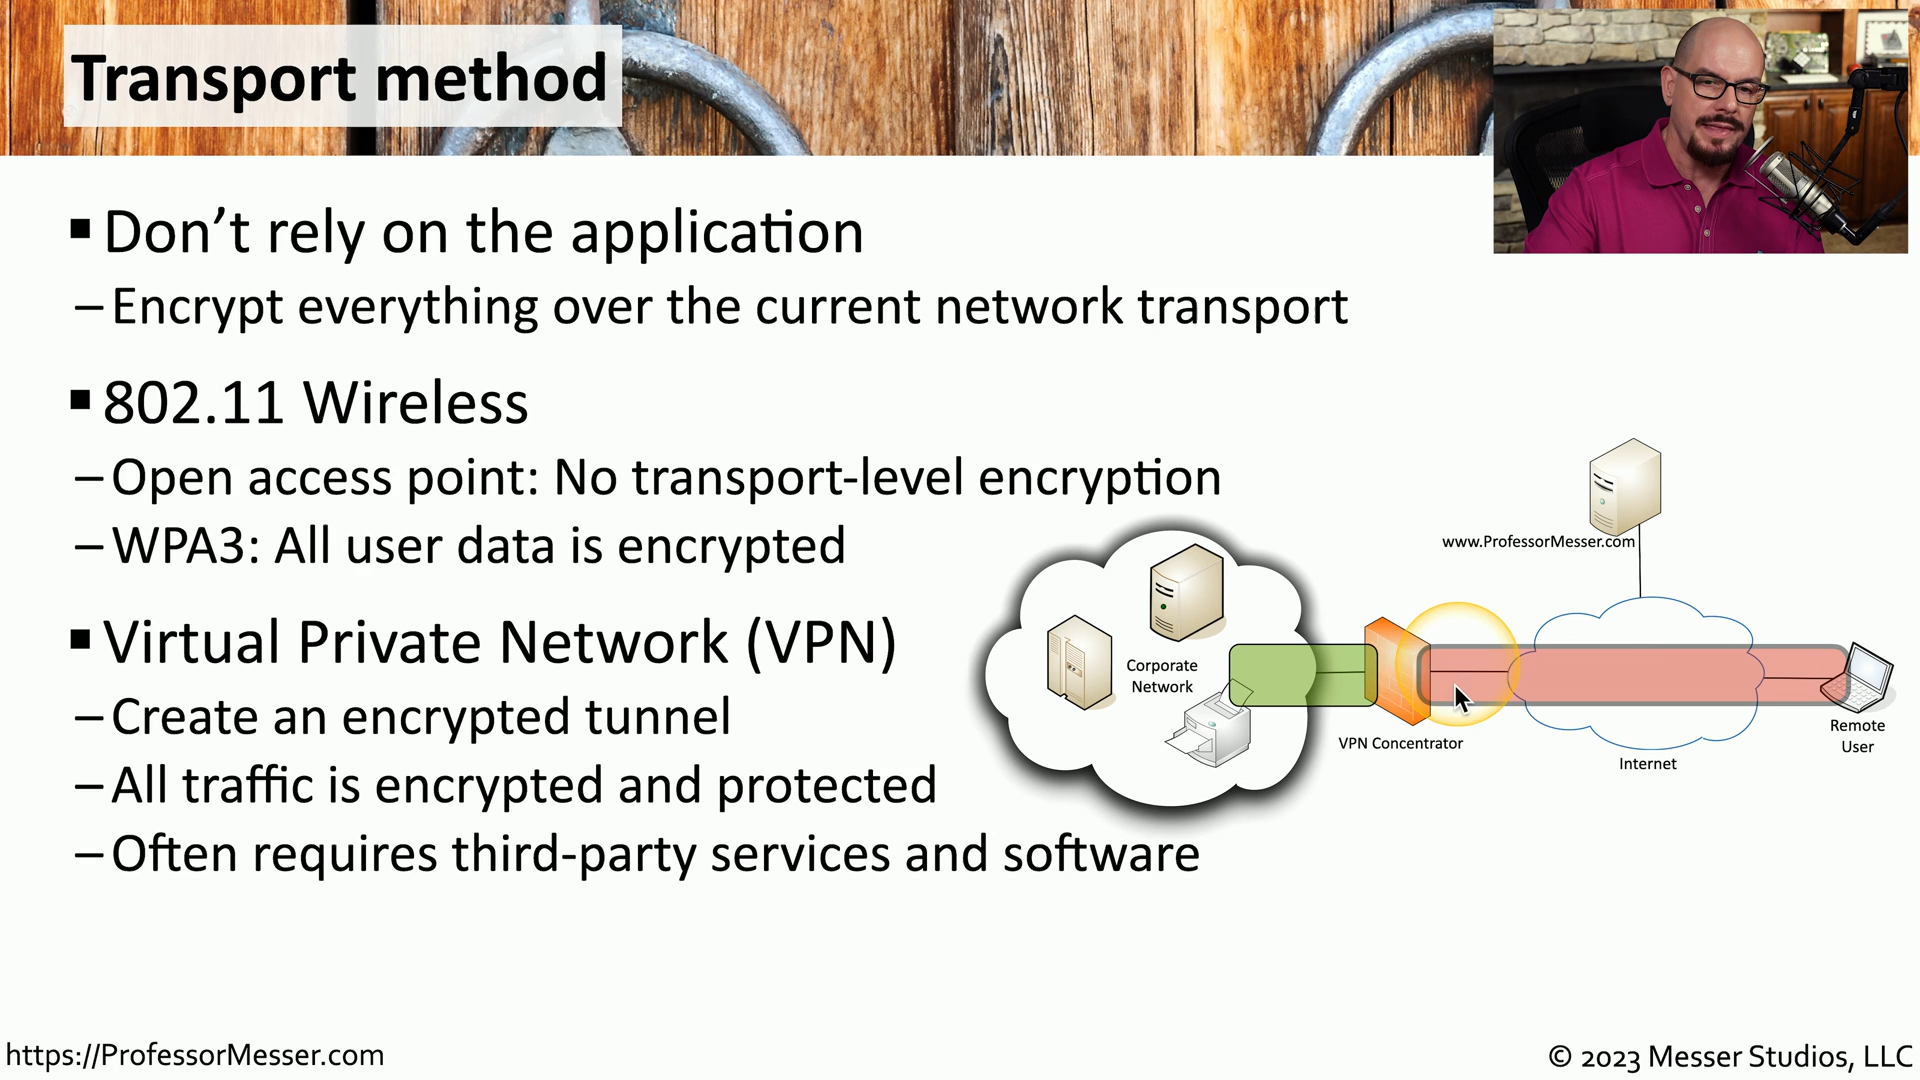 Transport method
▪ Don’t rely on the application
– Encrypt everything over the current network transport
▪ 802.11 Wireless
– Open access point: No transport-level encryption
– WPA3: All user data is encrypted
▪ Virtual Private Network (VPN)
– Create an encrypted tunnel
– All traffic is encrypted and protected
– Often requires third-party services and software
www.ProfessorMesser.com
Corporate
Network
VPN Concentrator
Internet
Remote
User
https://ProfessorMesser.com
© 2023 Messer Studios, LLC